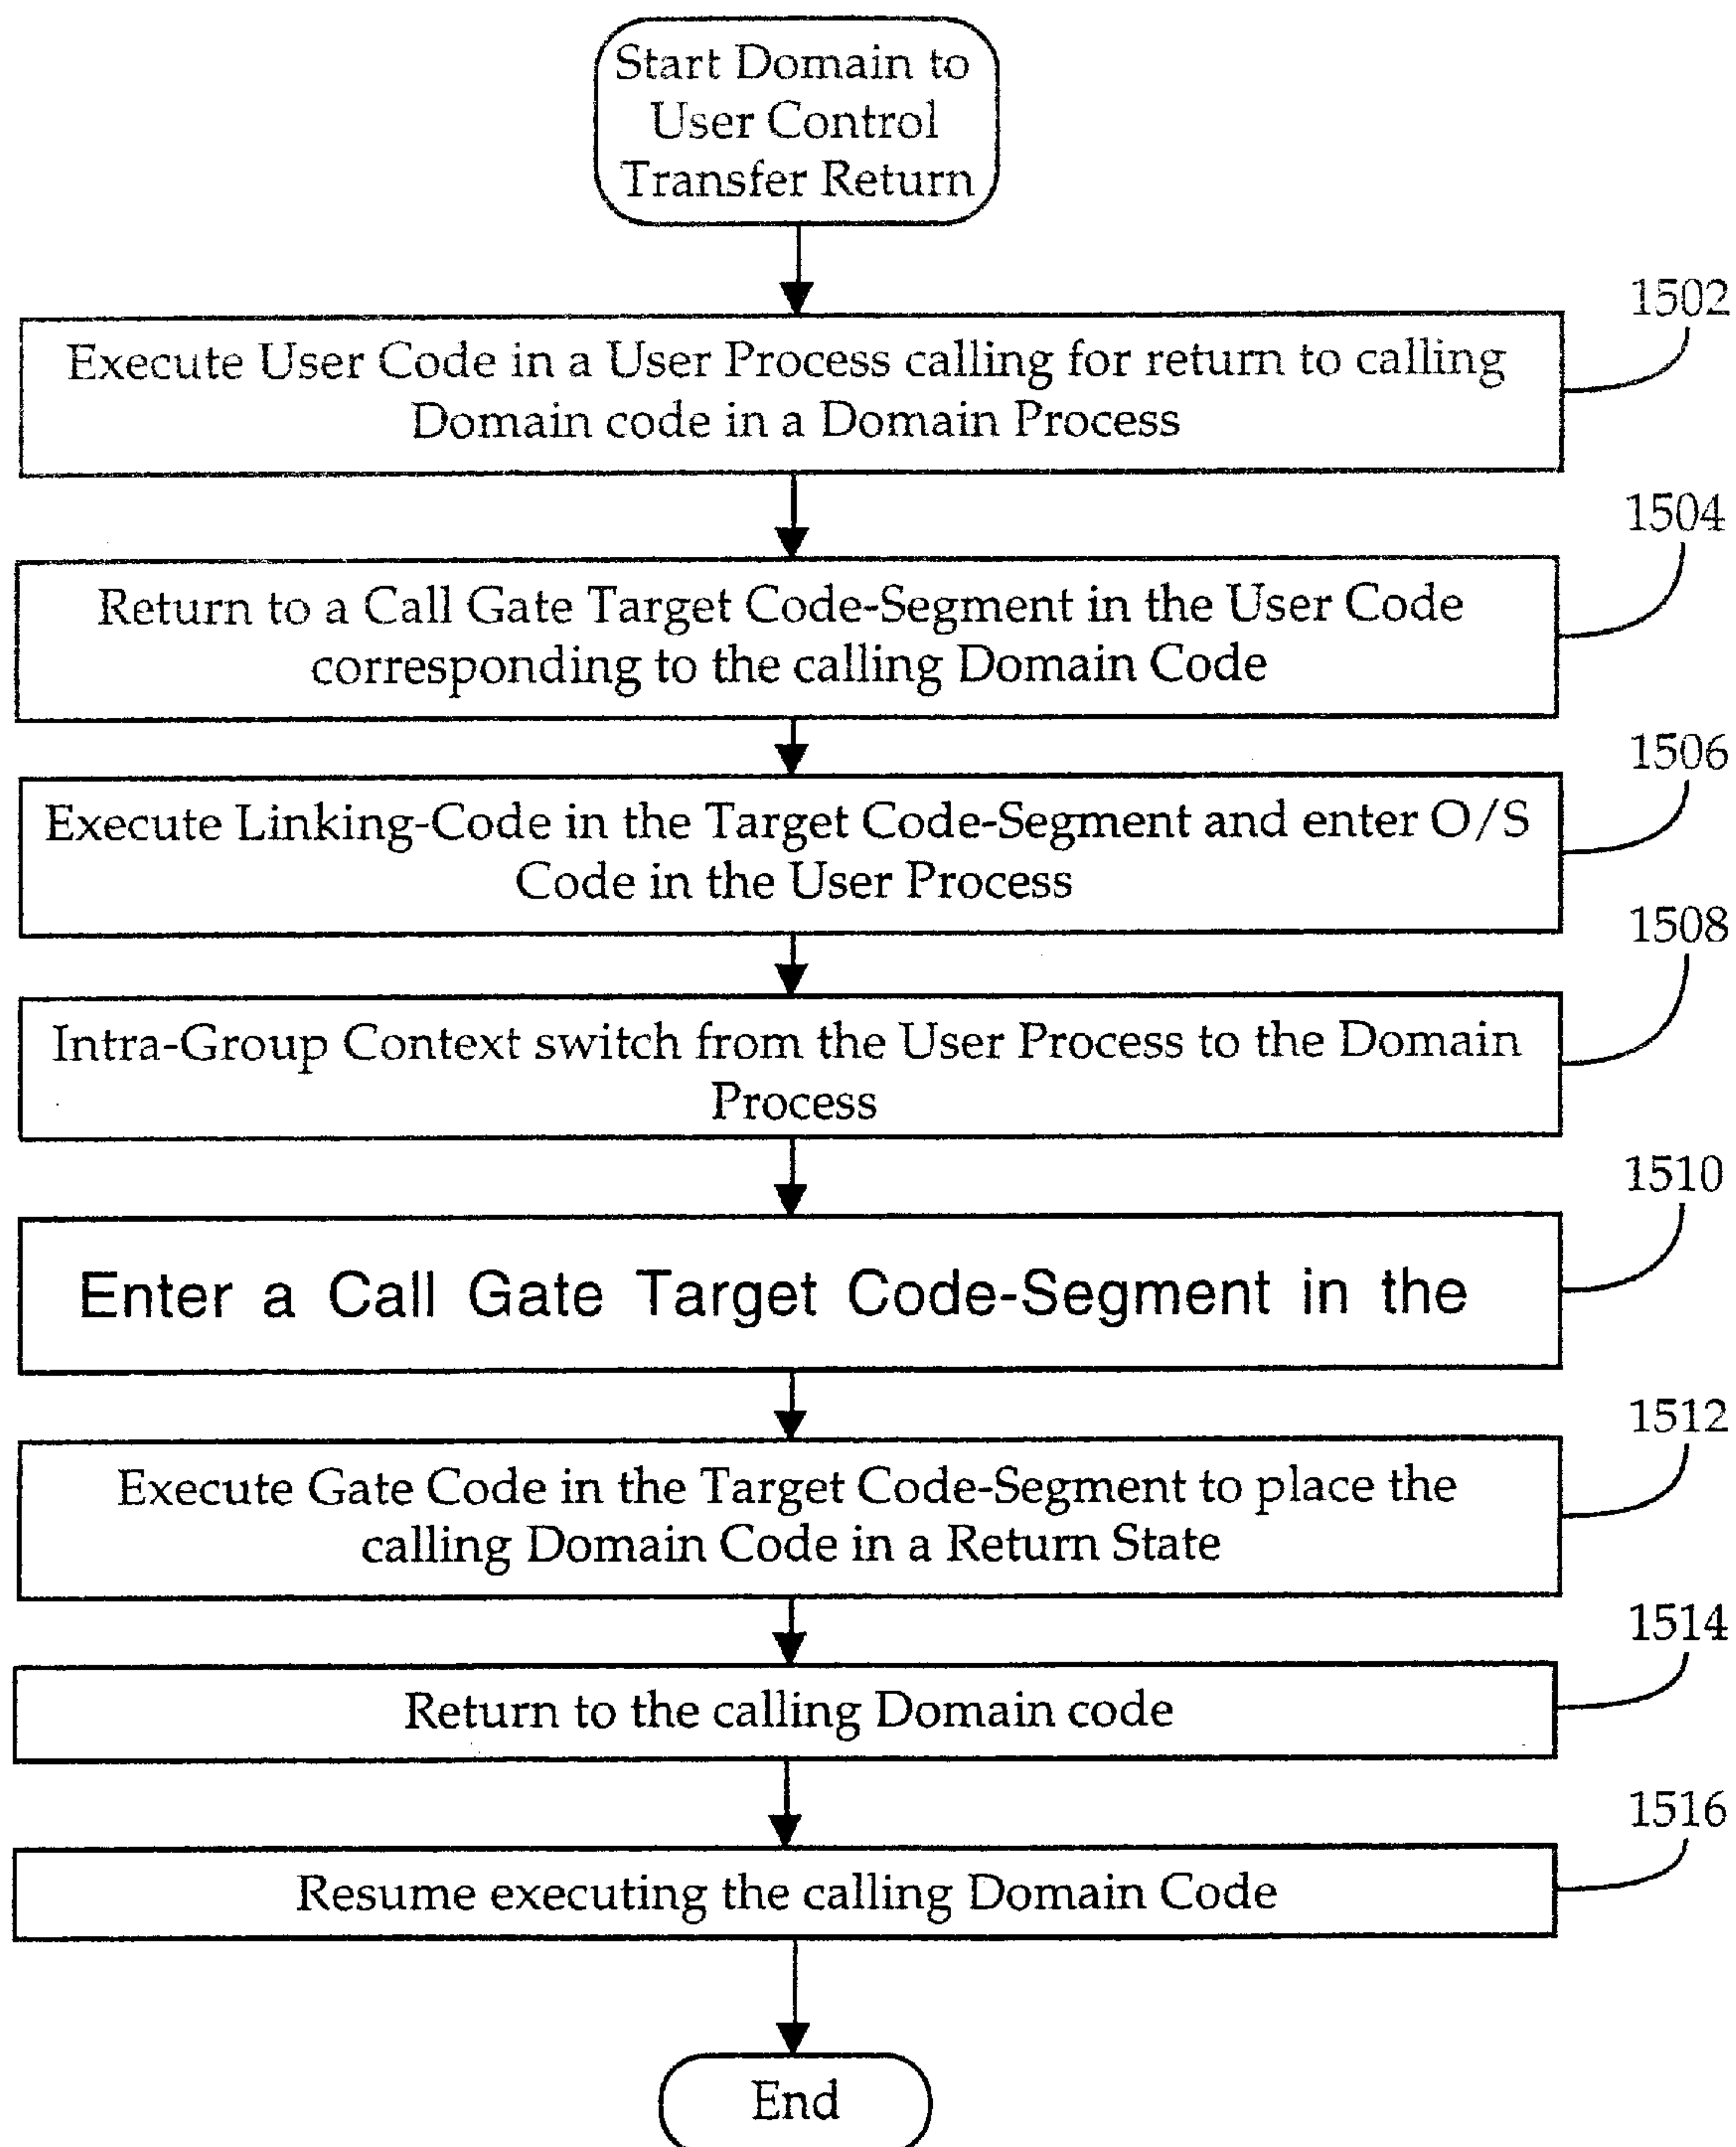 Start Domain to
User Control
Transfer Return
1502
Execute User Code in a User Process calling for return to calling
Domain code in a Domain Process
1504
Return to a Call Gate Target Code-Segment in the User Code
corresponding to the calling Domain Code
1506
Execute Linking-Code in the Target Code-Segment and enter O/S
Code in the User Process
1508
Intra-Group Context switch from the User Process to the Domain
Process
1510
Enter a Call Gate Target Code-Segment in the
1512
Execute Gate Code in the Target Code-Segment to place the
calling Domain Code in a Return State
1514
Return to the calling Domain code
1516
Resume executing the calling Domain Code
End